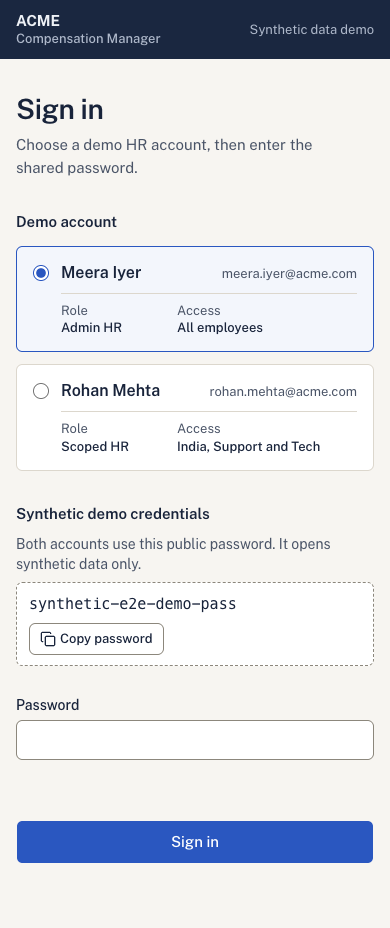 ACME
Compensation Manager
Synthetic data demo
Sign in
Choose a demo HR account, then enter the
shared password.
Demo account
Meera Iyer
meera.iyer@acme.com
Role
Access
Admin HR
All employees
Rohan Mehta
rohan.mehta@acme.com
Role
Access
Scoped HR
India, Support and Tech
Synthetic demo credentials
Both accounts use this public password. It opens
synthetic data only.
synthetic-e2e-demo-pass
Copy password
Password
Sign in